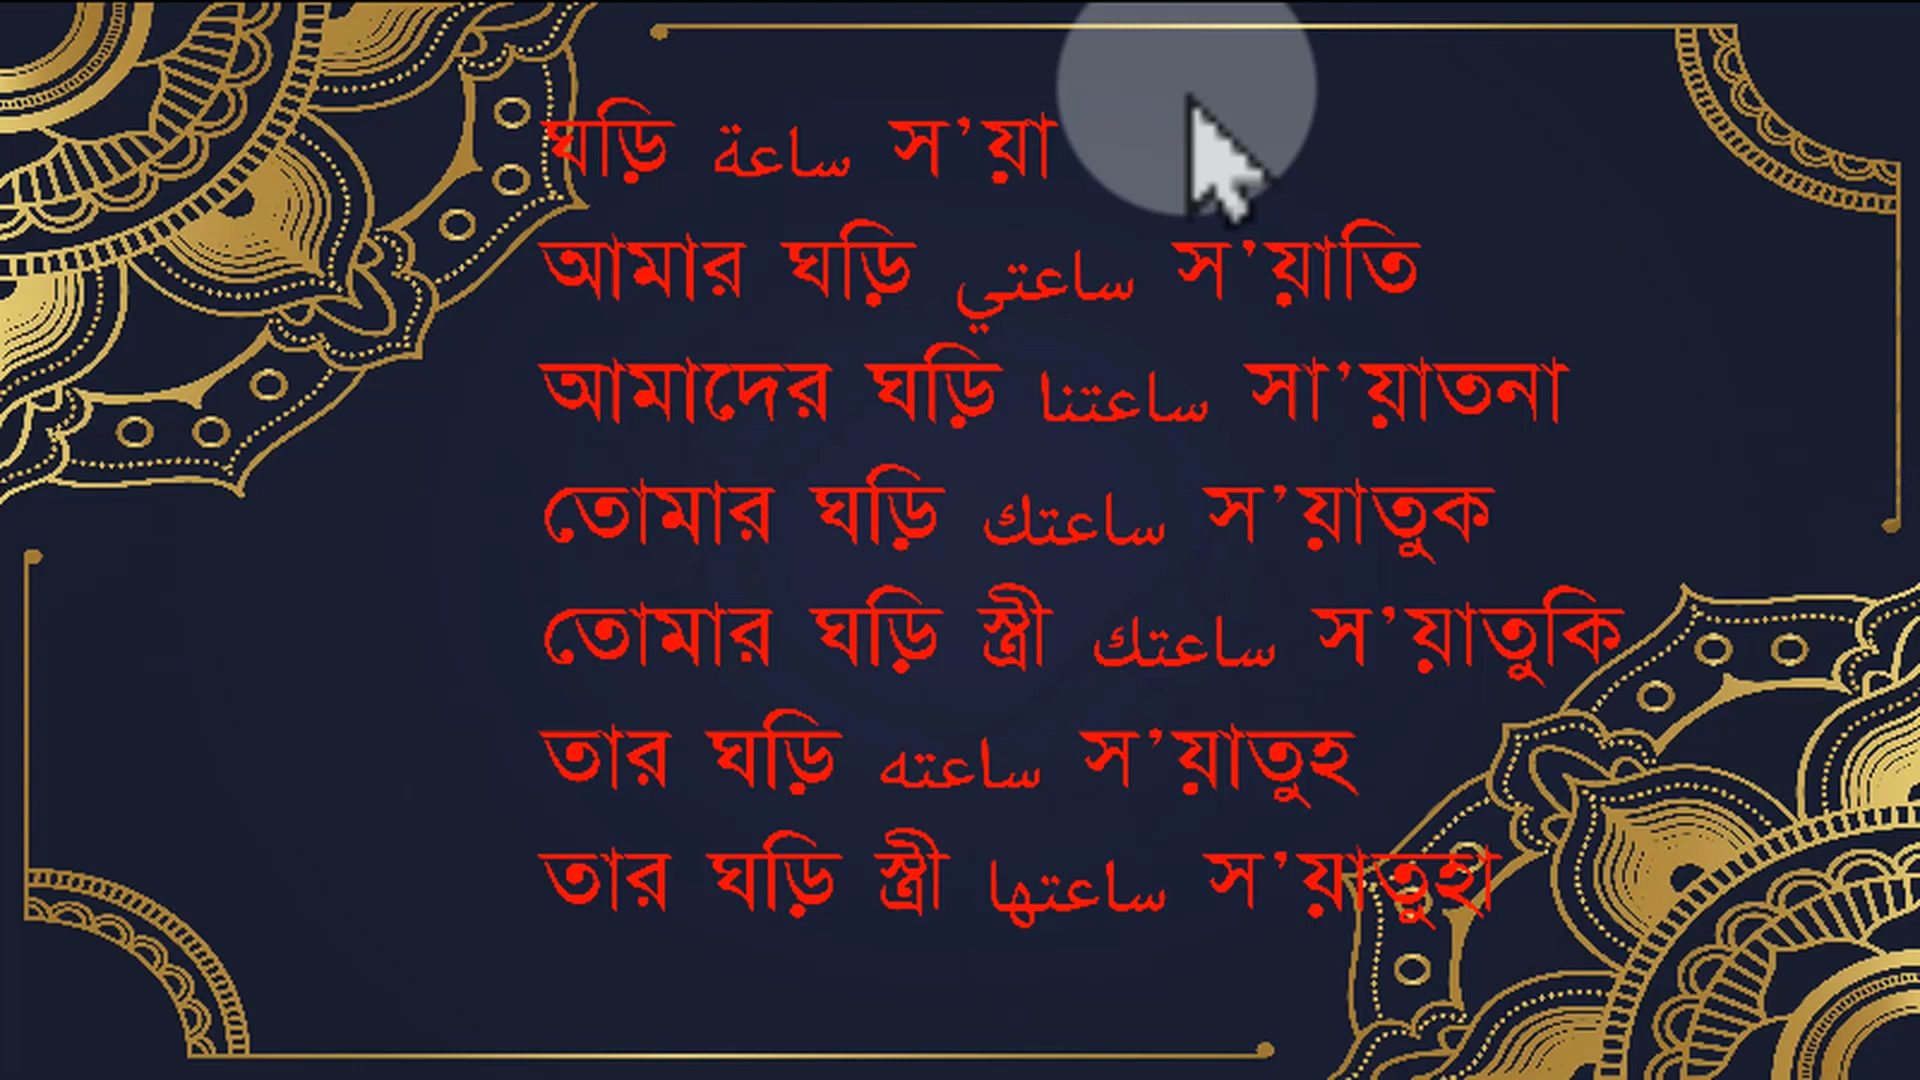 ঘড়ি ساعة স’য়া
আমার ঘড়ি ساعتي স’য়াতি
আমাদের ঘড়ি ساعتنا সা’য়াতনা
তোমার ঘড়ি ساعتك স’য়াতুক
তোমার ঘড়ি স্ত্রী ساعتك স’য়াতুকি
তার ঘড়ি ساعته স’য়াতুহ
তার ঘড়ি স্ত্রী ساعتها স’য়াতুহা